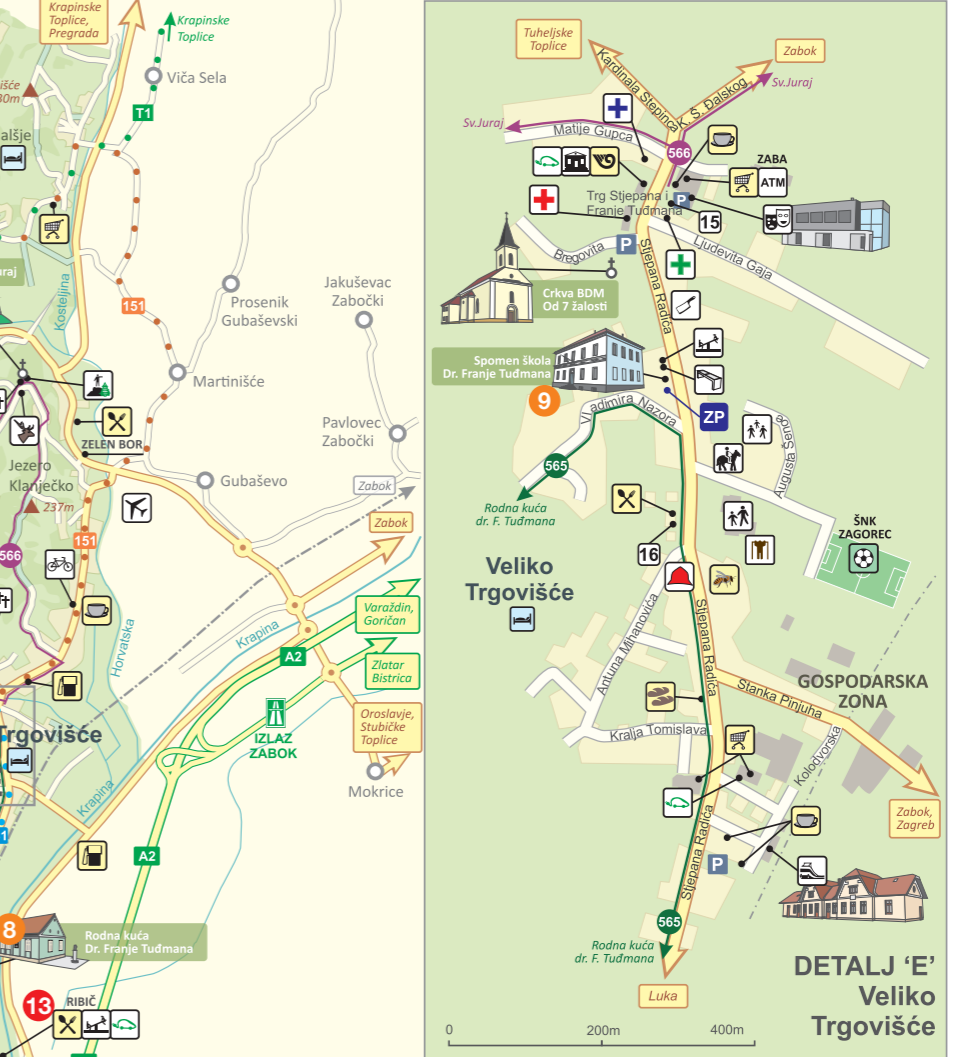 Krapinske
Toplice,
Pregrada
Krapinske
Toplice
Viča Sela
T1
151
Kosteljina
Prosenik
Gubaševski
Jakuševac
Zabočki
Martinišće
Pavlovec
Zabočki
ZELEN BOR
Jezero
Klanječko
237m
Gubaševo
Zabok
Zabok
566
151
Horvatska
Krapina
Varaždin,
Goričan
A2
Zlatar
Bistrica
IZLAZ
ZABOK
Oroslavje,
Stubičke
Toplice
Mokrice
Krapina
A2
8
Rodna kuća
Dr. Franje Tuđmana
13
RIBIČ
Tuheljske
Toplice
Zabok
Kardinala Stepinca
K. Š. Đalskog
Sv.Juraj
Sv.Juraj
Matije Gupca
566
ZABA
ATM
Trg Stjepana i
Franje Tuđmana
P
15
Bregovita
P
Ljudevita Gaja
Stjepana Radića
Crkva BDM
Od 7 žalosti
Spomen škola
Dr. Franje Tuđmana
9
ZP
Vladimira Nazora
Augusta Šenoe
565
Rodna kuća
dr. F. Tuđmana
16
ŠNK
ZAGOREC
Veliko
Trgovišće
Antuna Mihanovića
Stjepana Radića
Stanka Pinjuha
GOSPODARSKA
ZONA
Kralja Tomislava
Kolodvorska
Zabok,
Zagreb
P
Stjepana Radića
565
Rodna kuća
dr. F. Tuđmana
Luka
0
200m
400m
DETALJ ‘E’
Veliko
Trgovišće